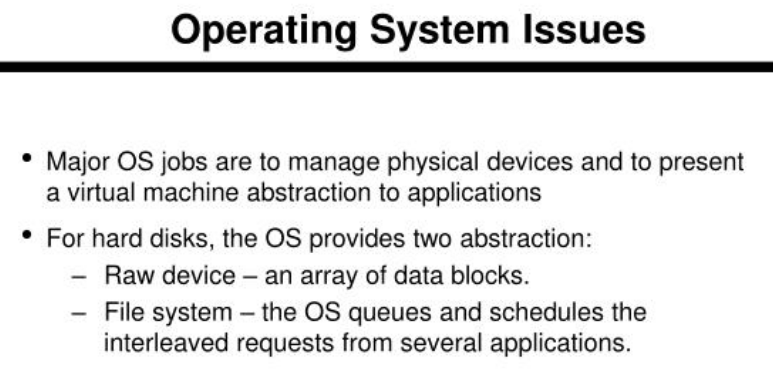 Operating System Issues
• Major OS jobs are to manage physical devices and to present
a virtual machine abstraction to applications
• For hard disks, the OS provides two abstraction:
– Raw device – an array of data blocks.
– File system – the OS queues and schedules the
interleaved requests from several applications.